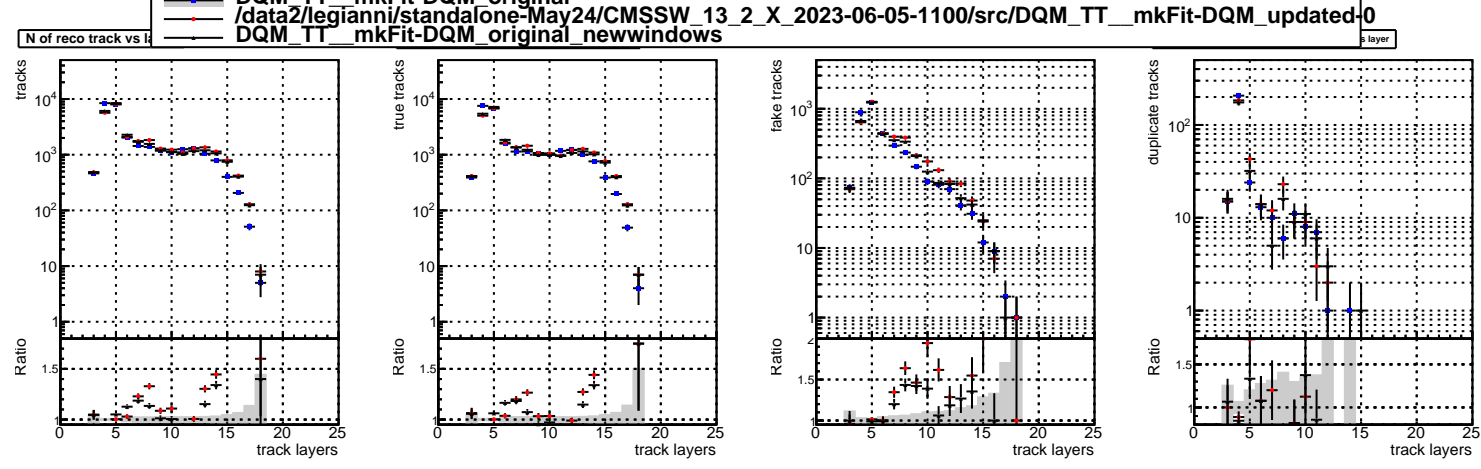 DQM_TT__mkFit-DQM_original
/data2/legianni/standalone-May24/CMSSW_13_2_X_2023-06-05-1100/src/DQM_TT__mkFit-DQM_updated-0
DQM_TT__mkFit-DQM_original_newwindows
N of reco track vs la
s layer
tracks
10⁴
10³
10²
10
1
Ratio
1.5
1
0 5 10 15 20 25
track layers
true tracks
10⁴
10³
10²
10
1
Ratio
1.5
1
0 5 10 15 20 25
track layers
fake tracks
10³
10²
10
1
Ratio
2
1.5
1
0 5 10 15 20 25
track layers
duplicate tracks
10²
10
1
Ratio
1.5
1
0 5 10 15 20 25
track layers